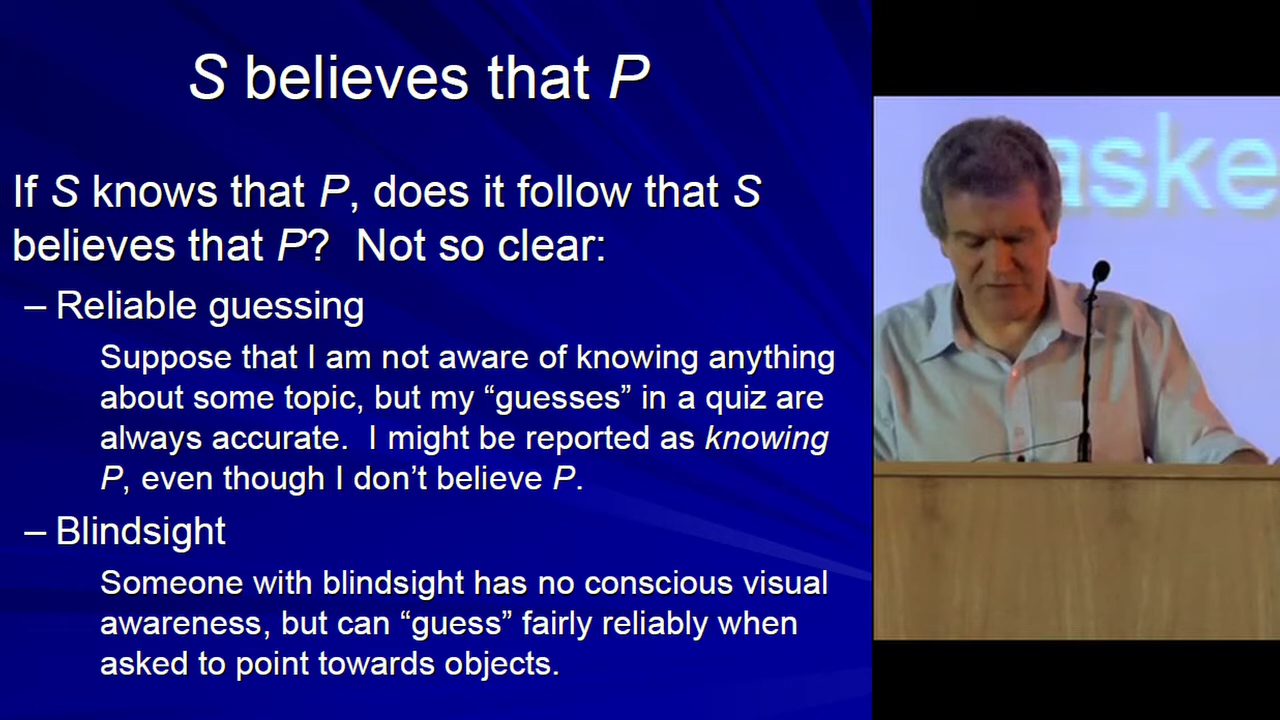 S believes that P
If S knows that P, does it follow that S
believes that P?  Not so clear:
– Reliable guessing
Suppose that I am not aware of knowing anything
about some topic, but my “guesses” in a quiz are
always accurate.  I might be reported as knowing
P, even though I don’t believe P.
– Blindsight
Someone with blindsight has no conscious visual
awareness, but can “guess” fairly reliably when
asked to point towards objects.
aske